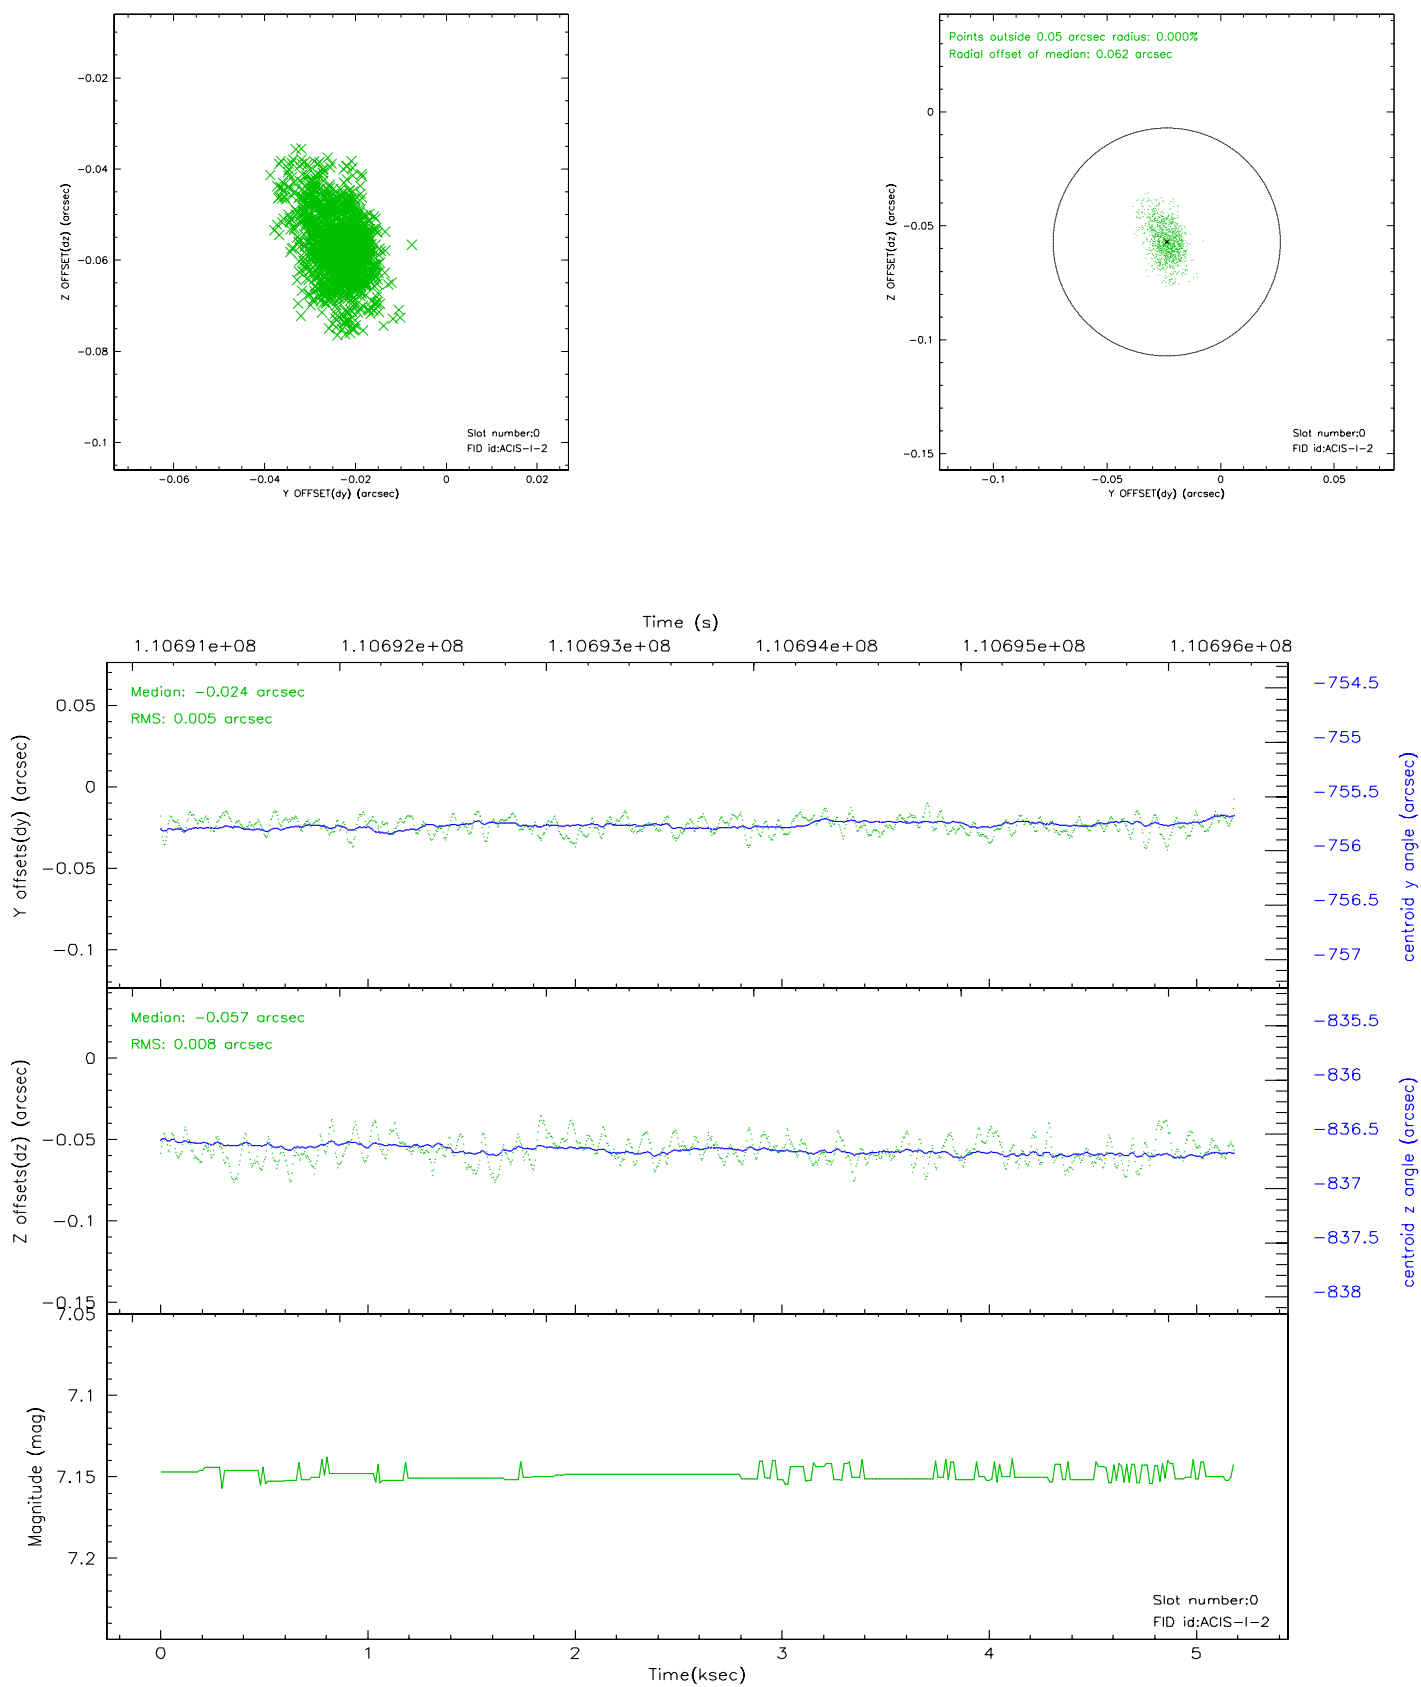 −0.02
−0.04
−0.06
−0.08
−0.1
Z OFFSET(dz) (arcsec)
Slot number:0
FID id:ACIS−I−2
−0.06 −0.04 −0.02 0 0.02
Y OFFSET(dy) (arcsec)
Points outside 0.05 arcsec radius: 0.000%
Radial offset of median: 0.062 arcsec
0
−0.05
−0.1
−0.15
Z OFFSET(dz) (arcsec)
Slot number:0
FID id:ACIS−I−2
−0.1 −0.05 0 0.05
Y OFFSET(dy) (arcsec)
Time (s)
1.10691e+08 1.10692e+08 1.10693e+08 1.10694e+08 1.10695e+08 1.10696e+08
Median: −0.024 arcsec
RMS: 0.005 arcsec
0.05
0
−0.05
−0.1
Y offsets(dy) (arcsec)
−754.5
−755
−755.5
−756
−756.5
−757
centroid y angle (arcsec)
Median: −0.057 arcsec
RMS: 0.008 arcsec
0
−0.05
−0.1
−0.15
Z offsets(dz) (arcsec)
−835.5
−836
−836.5
−837
−837.5
−838
centroid z angle (arcsec)
7.05
7.1
7.15
7.2
Magnitude (mag)
Slot number:0
FID id:ACIS−I−2
0 1 2 3 4 5
Time(ksec)